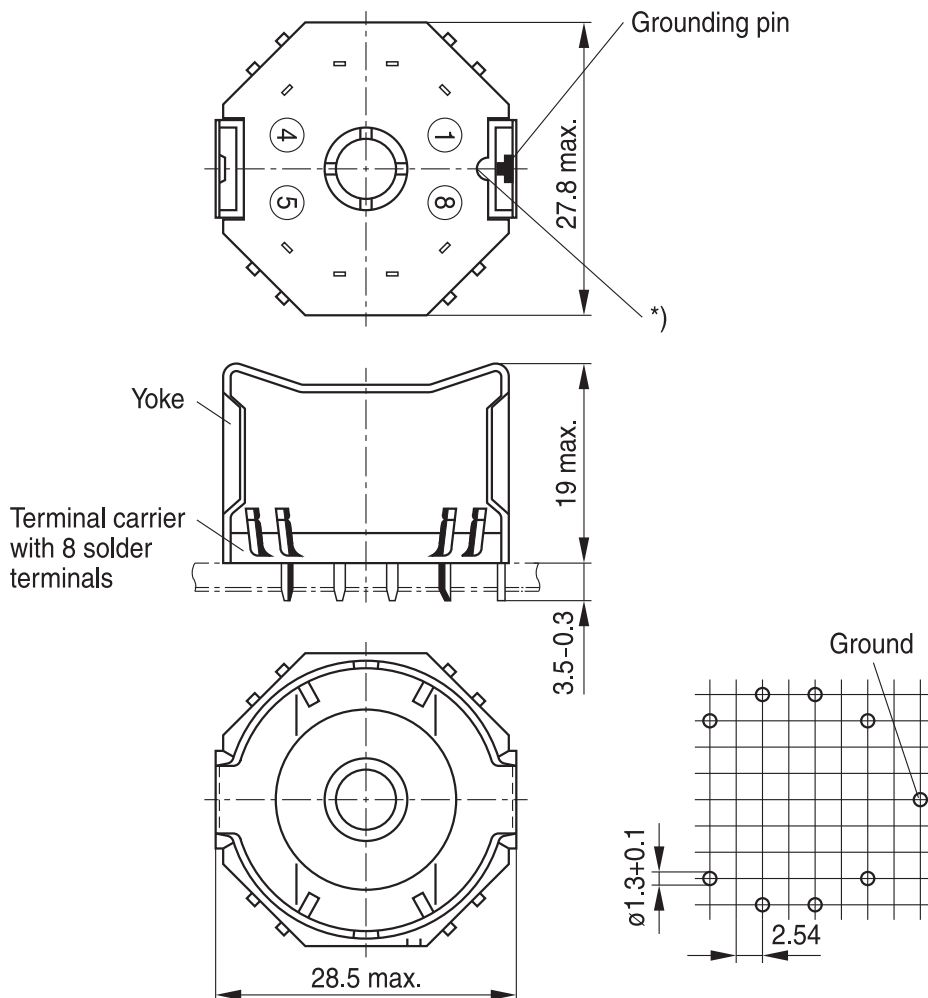 Grounding pin
4
1
5
8
27.8 max.
*)
Yoke
19 max.
Terminal carrier
with 8 solder
terminals
3.5-0.3
Ground
ø1.3+0.1
2.54
28.5 max.